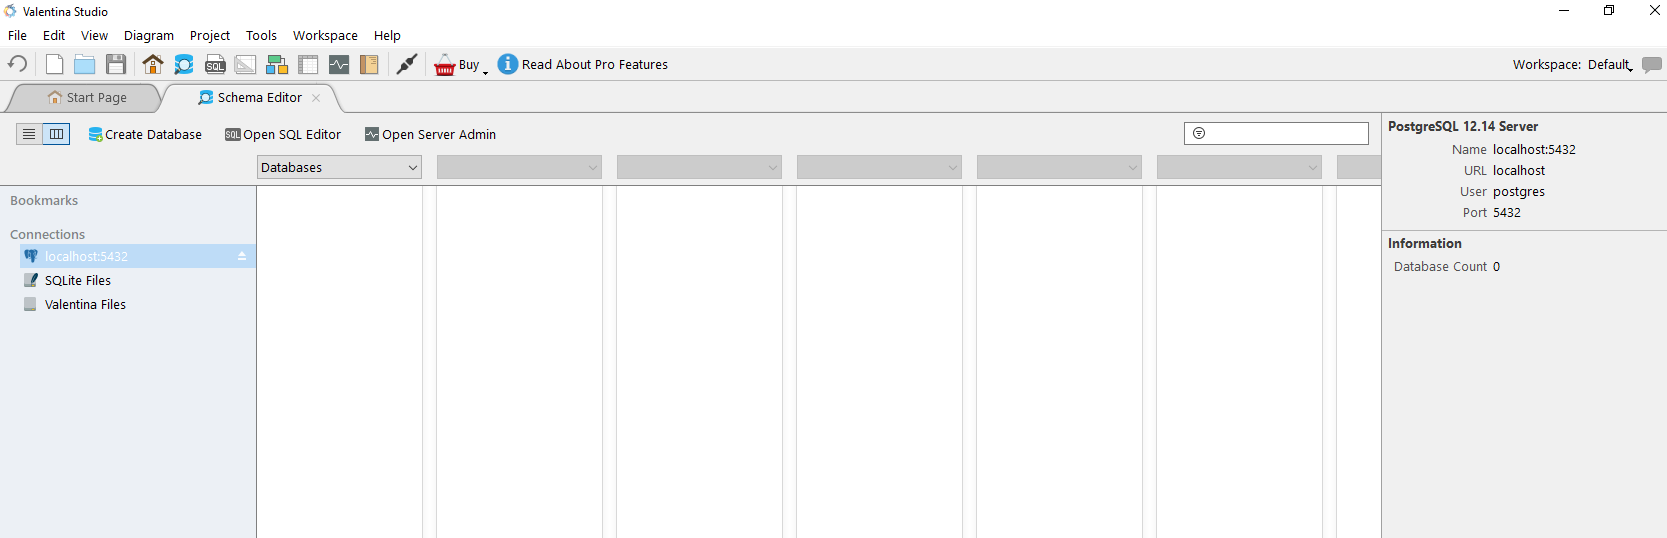 Valentina Studio
File Edit View Diagram Project Tools Workspace Help
SQL Buy Read About Pro Features Workspace: Default
Start Page Schema Editor
Create Database SQL Open SQL Editor Open Server Admin
Databases
Bookmarks
Connections
localhost:5432
SQLite Files
Valentina Files
PostgreSQL 12.14 Server
Name localhost:5432
URL localhost
User postgres
Port 5432
Information
Database Count 0